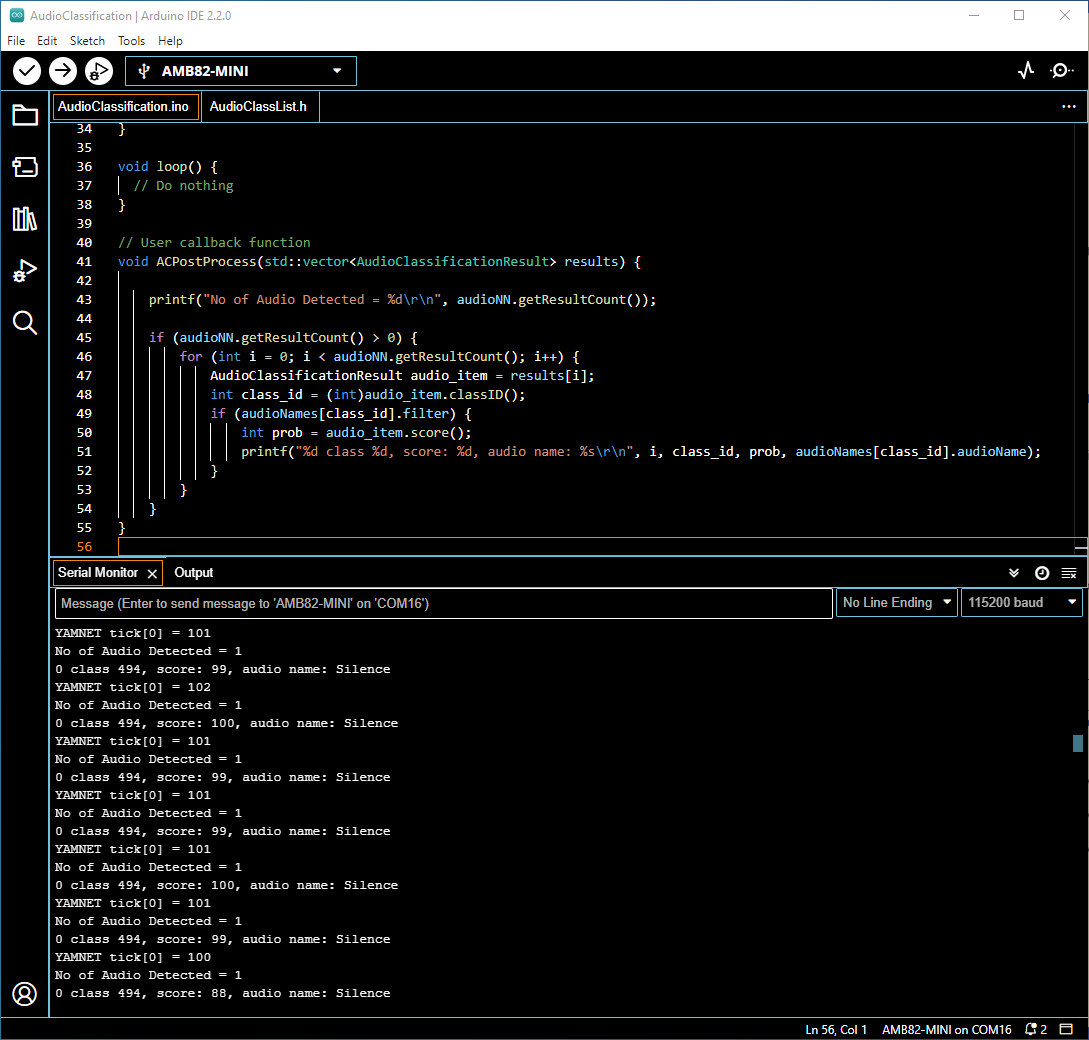 AudioClassification | Arduino IDE 2.2.0
File Edit Sketch Tools Help
AMB82-MINI
AudioClassification.ino AudioClassList.h
34 }
35
36 void loop() {
37 // Do nothing
38 }
39
40 // User callback function
41 void ACPostProcess(std::vector<AudioClassificationResult> results) {
42
43 printf("No of Audio Detected = %d\r\n", audioNN.getResultCount());
44
45 if (audioNN.getResultCount() > 0) {
46 for (int i = 0; i < audioNN.getResultCount(); i++) {
47 AudioClassificationResult audio_item = results[i];
48 int class_id = (int)audio_item.classID();
49 if (audioNames[class_id].filter) {
50 int prob = audio_item.score();
51 printf("%d class %d, score: %d, audio name: %s\r\n", i, class_id, prob, audioNames[class_id].audioName);
52 }
53 }
54 }
55 }
56
Serial Monitor Output
Message (Enter to send message to 'AMB82-MINI' on 'COM16') No Line Ending 115200 baud
YAMNET tick[0] = 101
No of Audio Detected = 1
0 class 494, score: 99, audio name: Silence
YAMNET tick[0] = 102
No of Audio Detected = 1
0 class 494, score: 100, audio name: Silence
YAMNET tick[0] = 101
No of Audio Detected = 1
0 class 494, score: 99, audio name: Silence
YAMNET tick[0] = 101
No of Audio Detected = 1
0 class 494, score: 99, audio name: Silence
YAMNET tick[0] = 101
No of Audio Detected = 1
0 class 494, score: 100, audio name: Silence
YAMNET tick[0] = 101
No of Audio Detected = 1
0 class 494, score: 99, audio name: Silence
YAMNET tick[0] = 100
No of Audio Detected = 1
0 class 494, score: 88, audio name: Silence
Ln 56, Col 1 AMB82-MINI on COM16 2